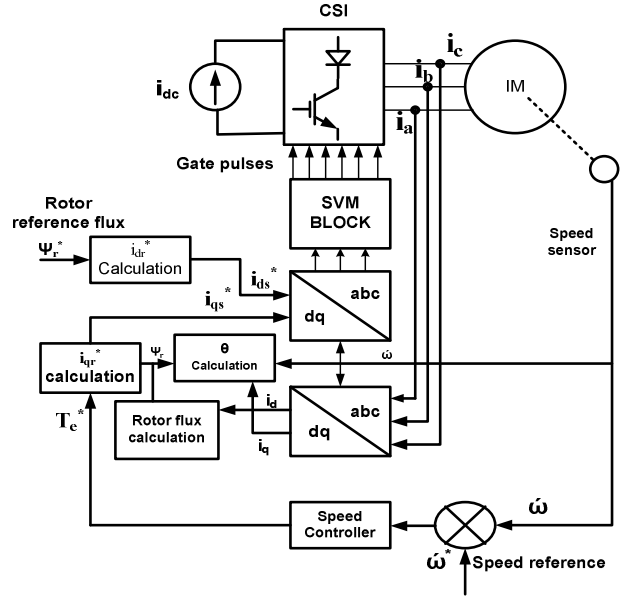 CSI
i_dc
i_c
i_b
i_a
IM
Gate pulses
SVM
BLOCK
Rotor
reference flux
Ψ_r*
i_dr*
Calculation
i_ds*
i_qs*
abc
dq
Speed
sensor
i_qr*
calculation
Ψ_r
θ
Calculation
ώ
abc
dq
i_d
i_q
Rotor flux
calculation
T_e*
Speed
Controller
ώ
ώ*
Speed reference